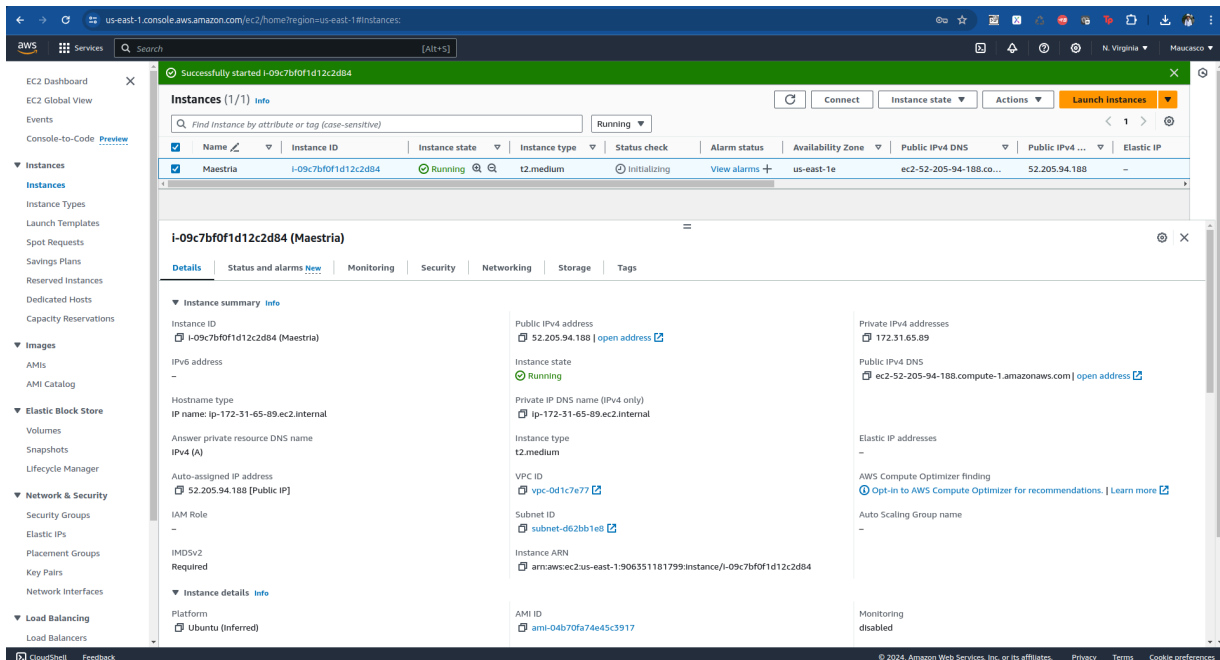 us-east-1.console.aws.amazon.com/ec2/home?region=us-east-1#Instances:
aws Services Search [Alt+S] N. Virginia ▼ Maucasco ▼
EC2 Dashboard
EC2 Global View
Events
Console-to-Code Preview
▼ Instances
Instances
Instance Types
Launch Templates
Spot Requests
Savings Plans
Reserved Instances
Dedicated Hosts
Capacity Reservations
▼ Images
AMIs
AMI Catalog
▼ Elastic Block Store
Volumes
Snapshots
Lifecycle Manager
▼ Network & Security
Security Groups
Elastic IPs
Placement Groups
Key Pairs
Network Interfaces
▼ Load Balancing
Load Balancers
Successfully started i-09c7bf0f1d12c2d84
Instances (1/1) Info Connect Instance state ▼ Actions ▼ Launch instances ▼
Find Instance by attribute or tag (case-sensitive) Running ▼ < 1 >
Name Instance ID Instance state Instance type Status check Alarm status Availability Zone Public IPv4 DNS Public IPv4 ... Elastic IP
Maestria i-09c7bf0f1d12c2d84 Running t2.medium Initializing View alarms + us-east-1e ec2-52-205-94-188.co... 52.205.94.188 –
i-09c7bf0f1d12c2d84 (Maestria)
Details Status and alarms New Monitoring Security Networking Storage Tags
▼ Instance summary Info
Instance ID
i-09c7bf0f1d12c2d84 (Maestria)
Public IPv4 address
52.205.94.188 | open address
Private IPv4 addresses
172.31.65.89
IPv6 address
–
Instance state
Running
Public IPv4 DNS
ec2-52-205-94-188.compute-1.amazonaws.com | open address
Hostname type
IP name: ip-172-31-65-89.ec2.internal
Private IP DNS name (IPv4 only)
ip-172-31-65-89.ec2.internal
Answer private resource DNS name
IPv4 (A)
Instance type
t2.medium
Elastic IP addresses
–
Auto-assigned IP address
52.205.94.188 [Public IP]
VPC ID
vpc-0d1c7e77
AWS Compute Optimizer finding
Opt-in to AWS Compute Optimizer for recommendations. | Learn more
IAM Role
–
Subnet ID
subnet-d62bb1e8
Auto Scaling Group name
–
IMDSv2
Required
Instance ARN
arn:aws:ec2:us-east-1:906351181799:instance/i-09c7bf0f1d12c2d84
▼ Instance details Info
Platform
Ubuntu (Inferred)
AMI ID
ami-04b70fa74e45c3917
Monitoring
disabled
CloudShell Feedback © 2024, Amazon Web Services, Inc. or its affiliates. Privacy Terms Cookie preferences